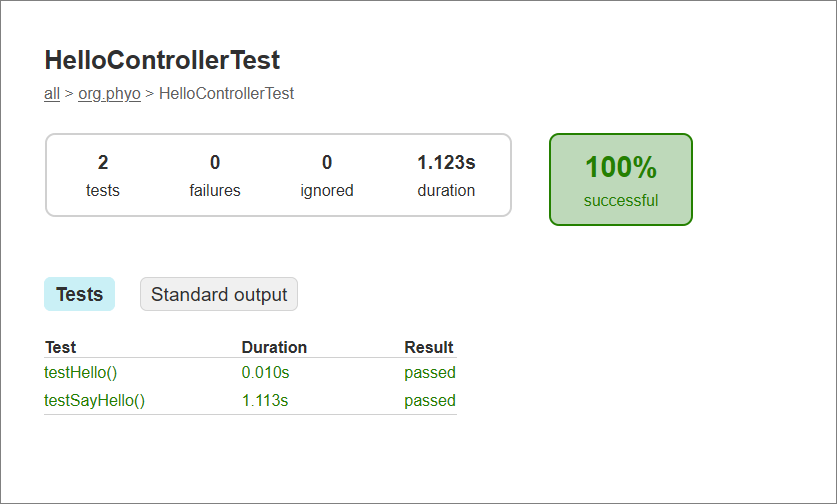 HelloControllerTest
all > org.phyo > HelloControllerTest
2 0 0 1.123s
tests failures ignored duration
100%
successful
Tests Standard output
Test Duration Result
testHello() 0.010s passed
testSayHello() 1.113s passed